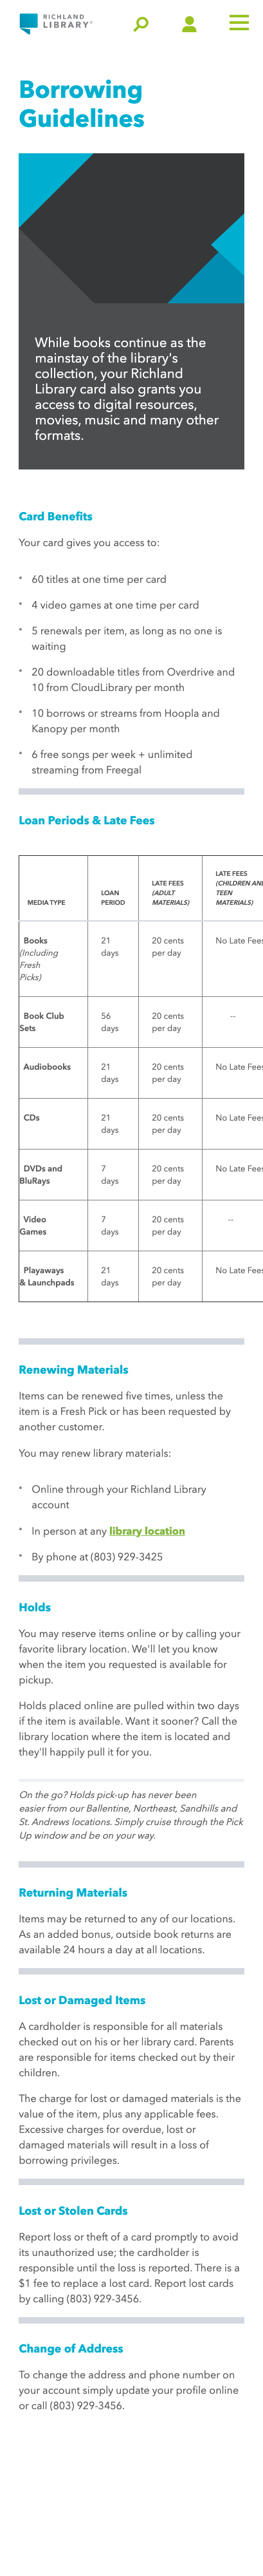 RICHLAND
LIBRARY
Borrowing
Guidelines
While books continue as the
mainstay of the library's
collection, your Richland
Library card also grants you
access to digital resources,
movies, music and many other
formats.
Card Benefits
Your card gives you access to:
• 60 titles at one time per card
• 4 video games at one time per card
• 5 renewals per item, as long as no one is
waiting
• 20 downloadable titles from Overdrive and
10 from CloudLibrary per month
• 10 borrows or streams from Hoopla and
Kanopy per month
• 6 free songs per week + unlimited
streaming from Freegal
Loan Periods & Late Fees
MEDIA TYPE
LOAN
PERIOD
LATE FEES
(ADULT
MATERIALS)
LATE FEES
(CHILDREN AND
TEEN
MATERIALS)
Books
(Including
Fresh
Picks)
21
days
20 cents
per day
No Late Fees
Book Club
Sets
56
days
20 cents
per day
--
Audiobooks
21
days
20 cents
per day
No Late Fees
CDs
21
days
20 cents
per day
No Late Fees
DVDs and
BluRays
7
days
20 cents
per day
No Late Fees
Video
Games
7
days
20 cents
per day
--
Playaways
& Launchpads
21
days
20 cents
per day
No Late Fees
Renewing Materials
Items can be renewed five times, unless the
item is a Fresh Pick or has been requested by
another customer.
You may renew library materials:
• Online through your Richland Library
account
• In person at any library location
• By phone at (803) 929-3425
Holds
You may reserve items online or by calling your
favorite library location. We'll let you know
when the item you requested is available for
pickup.
Holds placed online are pulled within two days
if the item is available. Want it sooner? Call the
library location where the item is located and
they'll happily pull it for you.
On the go? Holds pick-up has never been
easier from our Ballentine, Northeast, Sandhills and
St. Andrews locations. Simply cruise through the Pick
Up window and be on your way.
Returning Materials
Items may be returned to any of our locations.
As an added bonus, outside book returns are
available 24 hours a day at all locations.
Lost or Damaged Items
A cardholder is responsible for all materials
checked out on his or her library card. Parents
are responsible for items checked out by their
children.
The charge for lost or damaged materials is the
value of the item, plus any applicable fees.
Excessive charges for overdue, lost or
damaged materials will result in a loss of
borrowing privileges.
Lost or Stolen Cards
Report loss or theft of a card promptly to avoid
its unauthorized use; the cardholder is
responsible until the loss is reported. There is a
$1 fee to replace a lost card. Report lost cards
by calling (803) 929-3456.
Change of Address
To change the address and phone number on
your account simply update your profile online
or call (803) 929-3456.